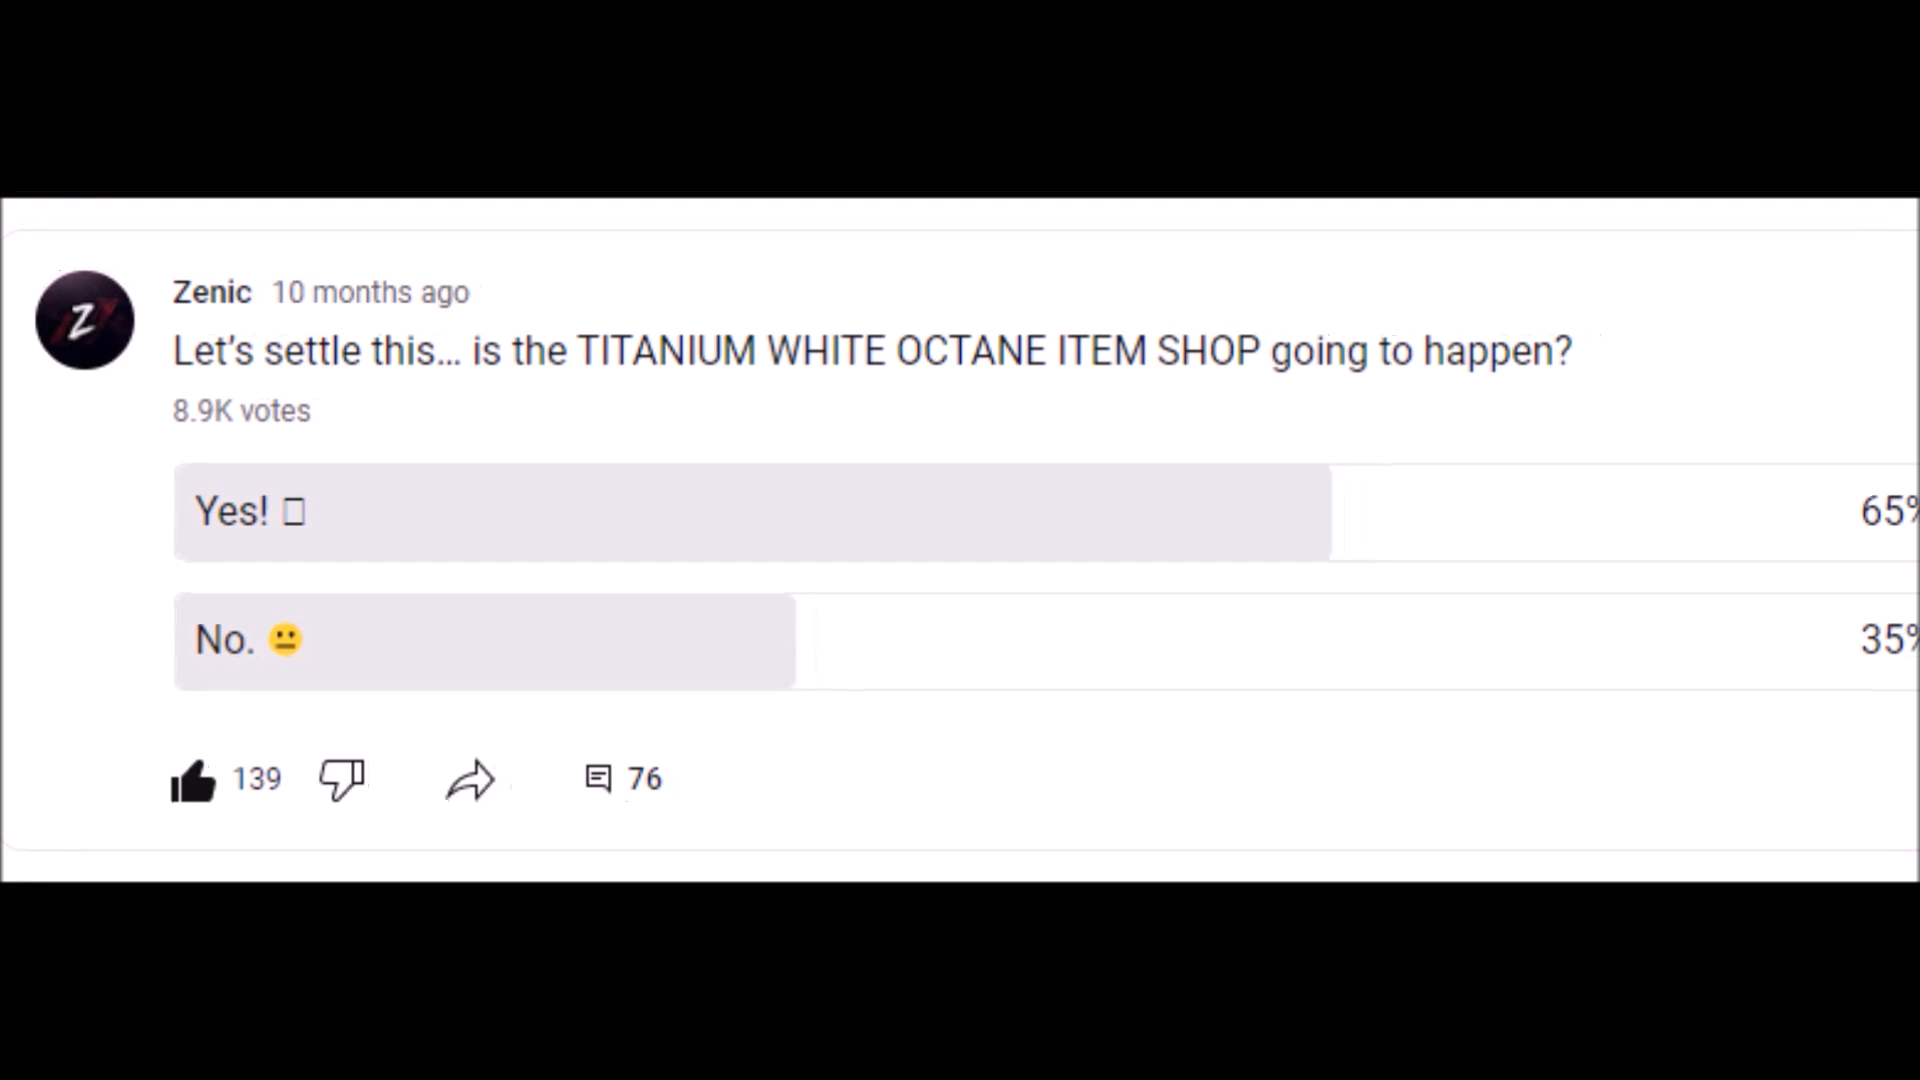 Zenic 10 months ago
Let's settle this... is the TITANIUM WHITE OCTANE ITEM SHOP going to happen?
8.9K votes
Yes! 65%
No. 😐 35%
139 76